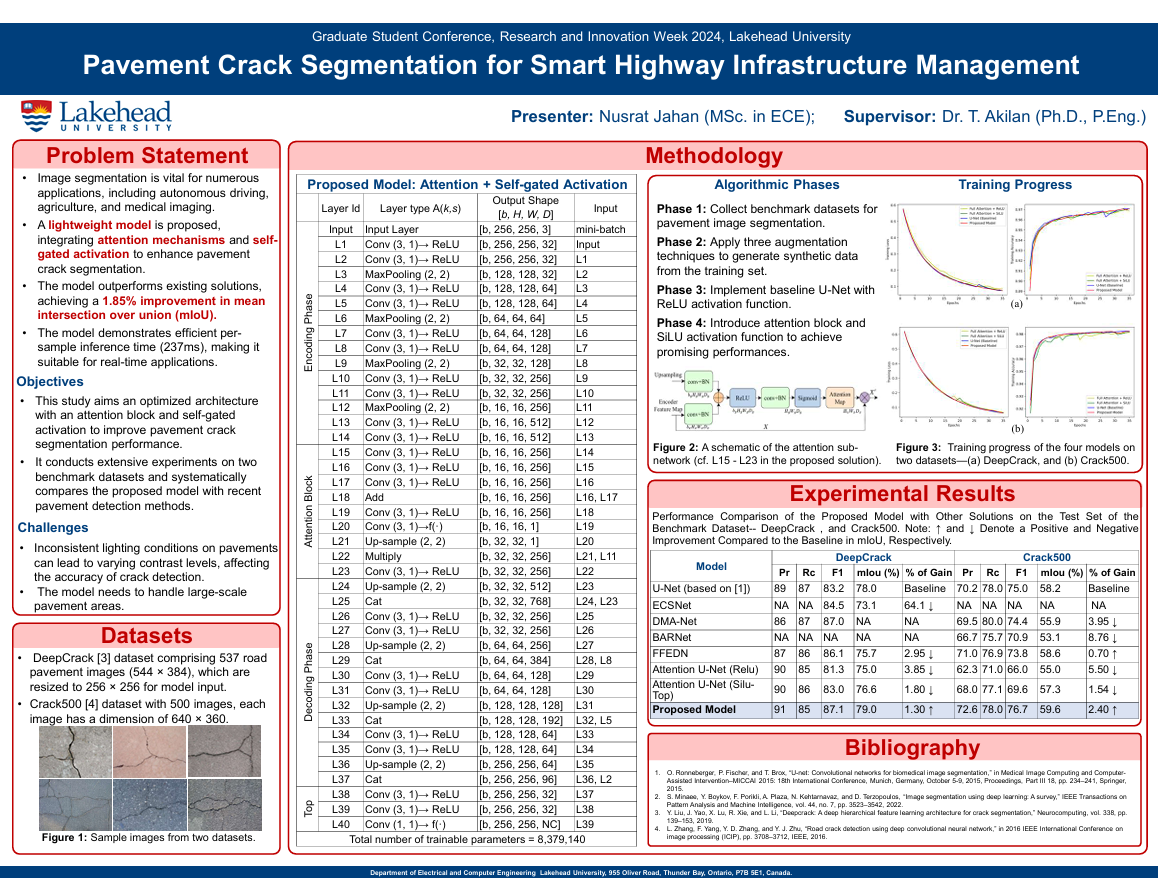 Graduate Student Conference, Research and Innovation Week 2024, Lakehead University
Pavement Crack Segmentation for Smart Highway Infrastructure Management
Lakehead
UNIVERSITY
Presenter: Nusrat Jahan (MSc. in ECE); Supervisor: Dr. T. Akilan (Ph.D., P.Eng.)
Problem Statement
• Image segmentation is vital for numerous
applications, including autonomous driving,
agriculture, and medical imaging.
• A lightweight model is proposed,
integrating attention mechanisms and self-
gated activation to enhance pavement
crack segmentation.
• The model outperforms existing solutions,
achieving a 1.85% improvement in mean
intersection over union (mIoU).
• The model demonstrates efficient per-
sample inference time (237ms), making it
suitable for real-time applications.
Objectives
• This study aims an optimized architecture
with an attention block and self-gated
activation to improve pavement crack
segmentation performance.
• It conducts extensive experiments on two
benchmark datasets and systematically
compares the proposed model with recent
pavement detection methods.
Challenges
• Inconsistent lighting conditions on pavements
can lead to varying contrast levels, affecting
the accuracy of crack detection.
• The model needs to handle large-scale
pavement areas.
Datasets
• DeepCrack [3] dataset comprising 537 road
pavement images (544 × 384), which are
resized to 256 × 256 for model input.
• Crack500 [4] dataset with 500 images, each
image has a dimension of 640 × 360.
Figure 1: Sample images from two datasets.
Methodology
Proposed Model: Attention + Self-gated Activation
Layer Id Layer type A(k,s) Output Shape [b, H, W, D] Input
Input Input Layer [b, 256, 256, 3] mini-batch
Encoding Phase
L1 Conv (3, 1)→ ReLU [b, 256, 256, 32] Input
L2 Conv (3, 1)→ ReLU [b, 256, 256, 32] L1
L3 MaxPooling (2, 2) [b, 128, 128, 32] L2
L4 Conv (3, 1)→ ReLU [b, 128, 128, 64] L3
L5 Conv (3, 1)→ ReLU [b, 128, 128, 64] L4
L6 MaxPooling (2, 2) [b, 64, 64, 64] L5
L7 Conv (3, 1)→ ReLU [b, 64, 64, 128] L6
L8 Conv (3, 1)→ ReLU [b, 64, 64, 128] L7
L9 MaxPooling (2, 2) [b, 32, 32, 128] L8
L10 Conv (3, 1)→ ReLU [b, 32, 32, 256] L9
L11 Conv (3, 1)→ ReLU [b, 32, 32, 256] L10
L12 MaxPooling (2, 2) [b, 16, 16, 256] L11
L13 Conv (3, 1)→ ReLU [b, 16, 16, 512] L12
L14 Conv (3, 1)→ ReLU [b, 16, 16, 512] L13
Attention Block
L15 Conv (3, 1)→ ReLU [b, 16, 16, 256] L14
L16 Conv (3, 1)→ ReLU [b, 16, 16, 256] L15
L17 Conv (3, 1)→ ReLU [b, 16, 16, 256] L16
L18 Add [b, 16, 16, 256] L16, L17
L19 Conv (3, 1)→ ReLU [b, 16, 16, 256] L18
L20 Conv (3, 1)→f(·) [b, 16, 16, 1] L19
L21 Up-sample (2, 2) [b, 32, 32, 1] L20
L22 Multiply [b, 32, 32, 256] L21, L11
L23 Conv (3, 1)→ ReLU [b, 32, 32, 256] L22
Decoding Phase
L24 Up-sample (2, 2) [b, 32, 32, 512] L23
L25 Cat [b, 32, 32, 768] L24, L23
L26 Conv (3, 1)→ ReLU [b, 32, 32, 256] L25
L27 Conv (3, 1)→ ReLU [b, 32, 32, 256] L26
L28 Up-sample (2, 2) [b, 64, 64, 256] L27
L29 Cat [b, 64, 64, 384] L28, L8
L30 Conv (3, 1)→ ReLU [b, 64, 64, 128] L29
L31 Conv (3, 1)→ ReLU [b, 64, 64, 128] L30
L32 Up-sample (2, 2) [b, 128, 128, 128] L31
L33 Cat [b, 128, 128, 192] L32, L5
L34 Conv (3, 1)→ ReLU [b, 128, 128, 64] L33
L35 Conv (3, 1)→ ReLU [b, 128, 128, 64] L34
L36 Up-sample (2, 2) [b, 256, 256, 64] L35
L37 Cat [b, 256, 256, 96] L36, L2
Top
L38 Conv (3, 1)→ ReLU [b, 256, 256, 32] L37
L39 Conv (3, 1)→ ReLU [b, 256, 256, 32] L38
L40 Conv (1, 1)→ f(·) [b, 256, 256, NC] L39
Total number of trainable parameters = 8,379,140
Algorithmic Phases
Phase 1: Collect benchmark datasets for
pavement image segmentation.
Phase 2: Apply three augmentation
techniques to generate synthetic data
from the training set.
Phase 3: Implement baseline U-Net with
ReLU activation function.
Phase 4: Introduce attention block and
SiLU activation function to achieve
promising performances.
Upsampling
conv+BN
Encoder
Feature Map
conv+BN
ReLU
conv+BN
Sigmoid
Attention
Map
X
Figure 2: A schematic of the attention sub-
network (cf. L15 - L23 in the proposed solution).
Training Progress
(a)
(b)
Figure 3: Training progress of the four models on
two datasets—(a) DeepCrack, and (b) Crack500.
Experimental Results
Performance Comparison of the Proposed Model with Other Solutions on the Test Set of the
Benchmark Dataset-- DeepCrack , and Crack500. Note: ↑ and ↓ Denote a Positive and Negative
Improvement Compared to the Baseline in mIoU, Respectively.
Model DeepCrack Crack500
Pr Rc F1 mIou (%) % of Gain Pr Rc F1 mIou (%) % of Gain
U-Net (based on [1]) 89 87 83.2 78.0 Baseline 70.2 78.0 75.0 58.2 Baseline
ECSNet NA NA 84.5 73.1 64.1 ↓ NA NA NA NA NA
DMA-Net 86 87 87.0 NA NA 69.5 80.0 74.4 55.9 3.95 ↓
BARNet NA NA NA NA NA 66.7 75.7 70.9 53.1 8.76 ↓
FFEDN 87 86 86.1 75.7 2.95 ↓ 71.0 76.9 73.8 58.6 0.70 ↑
Attention U-Net (Relu) 90 85 81.3 75.0 3.85 ↓ 62.3 71.0 66.0 55.0 5.50 ↓
Attention U-Net (Silu-Top) 90 86 83.0 76.6 1.80 ↓ 68.0 77.1 69.6 57.3 1.54 ↓
Proposed Model 91 85 87.1 79.0 1.30 ↑ 72.6 78.0 76.7 59.6 2.40 ↑
Bibliography
1. O. Ronneberger, P. Fischer, and T. Brox, "U-net: Convolutional networks for biomedical image segmentation," in Medical Image Computing and Computer-
Assisted Intervention–MICCAI 2015: 18th International Conference, Munich, Germany, October 5-9, 2015, Proceedings, Part III 18, pp. 234–241, Springer,
2015.
2. S. Minaee, Y. Boykov, F. Porikli, A. Plaza, N. Kehtarnavaz, and D. Terzopoulos, "Image segmentation using deep learning: A survey," IEEE Transactions on
Pattern Analysis and Machine Intelligence, vol. 44, no. 7, pp. 3523–3542, 2022.
3. Y. Liu, J. Yao, X. Lu, R. Xie, and L. Li, "Deepcrack: A deep hierarchical feature learning architecture for crack segmentation," Neurocomputing, vol. 338, pp.
139–153, 2019.
4. L. Zhang, F. Yang, Y. D. Zhang, and Y. J. Zhu, "Road crack detection using deep convolutional neural network," in 2016 IEEE International Conference on
image processing (ICIP), pp. 3708–3712, IEEE, 2016.
Department of Electrical and Computer Engineering Lakehead University, 955 Oliver Road, Thunder Bay, Ontario, P7B 5E1, Canada.